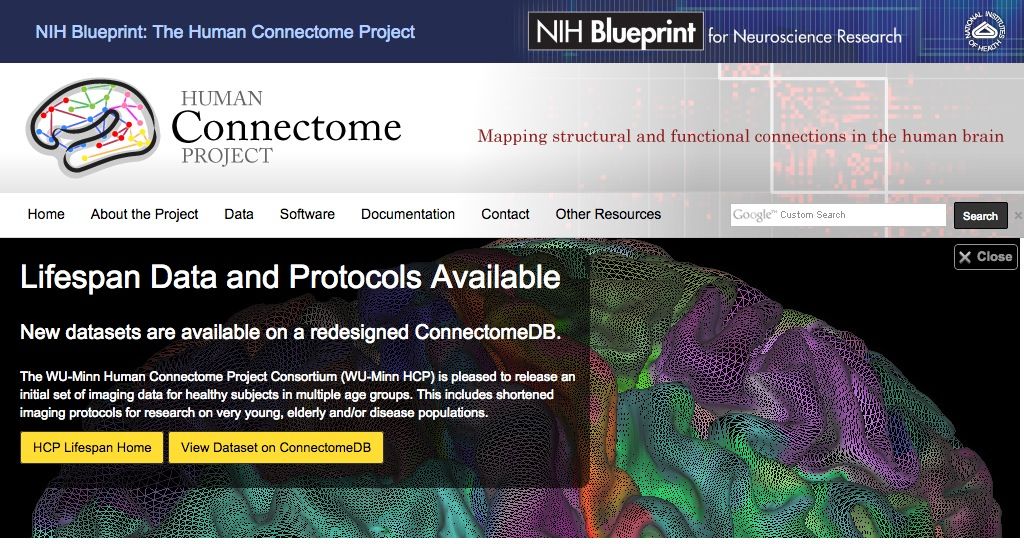 NIH Blueprint: The Human Connectome Project
NIH Blueprint for Neuroscience Research
NATIONAL INSTITUTES OF HEALTH
HUMAN
Connectome
PROJECT
Mapping structural and functional connections in the human brain
Home About the Project Data Software Documentation Contact Other Resources
Google™ Custom Search Search ×
X Close
Lifespan Data and Protocols Available
New datasets are available on a redesigned ConnectomeDB.
The WU-Minn Human Connectome Project Consortium (WU-Minn HCP) is pleased to release an
initial set of imaging data for healthy subjects in multiple age groups. This includes shortened
imaging protocols for research on very young, elderly and/or disease populations.
HCP Lifespan Home View Dataset on ConnectomeDB